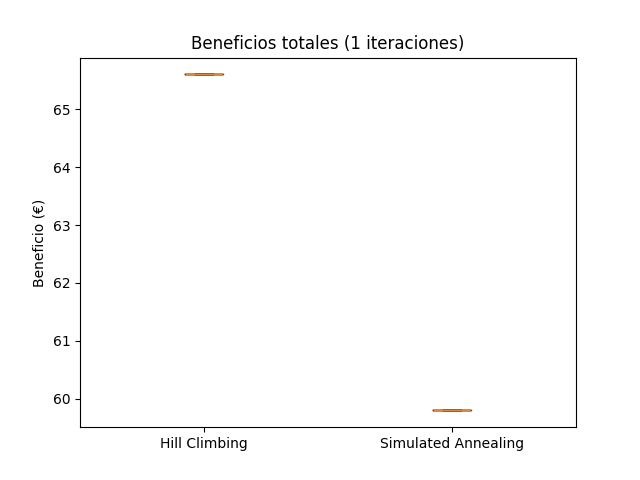 Beneficios totales (1 iteraciones)
Beneficio (€)
65
64
63
62
61
60
Hill Climbing
Simulated Annealing